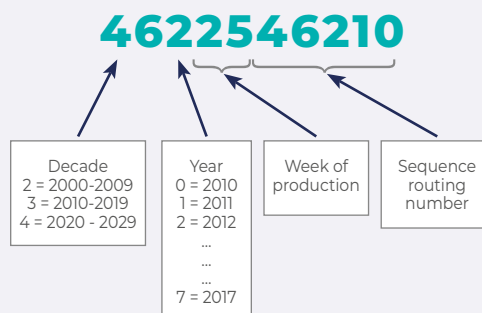 4622546210
Decade
2 = 2000-2009
3 = 2010-2019
4 = 2020 - 2029
Year
0 = 2010
1 = 2011
2 = 2012
...
...
...
7 = 2017
Week of
production
Sequence
routing
number